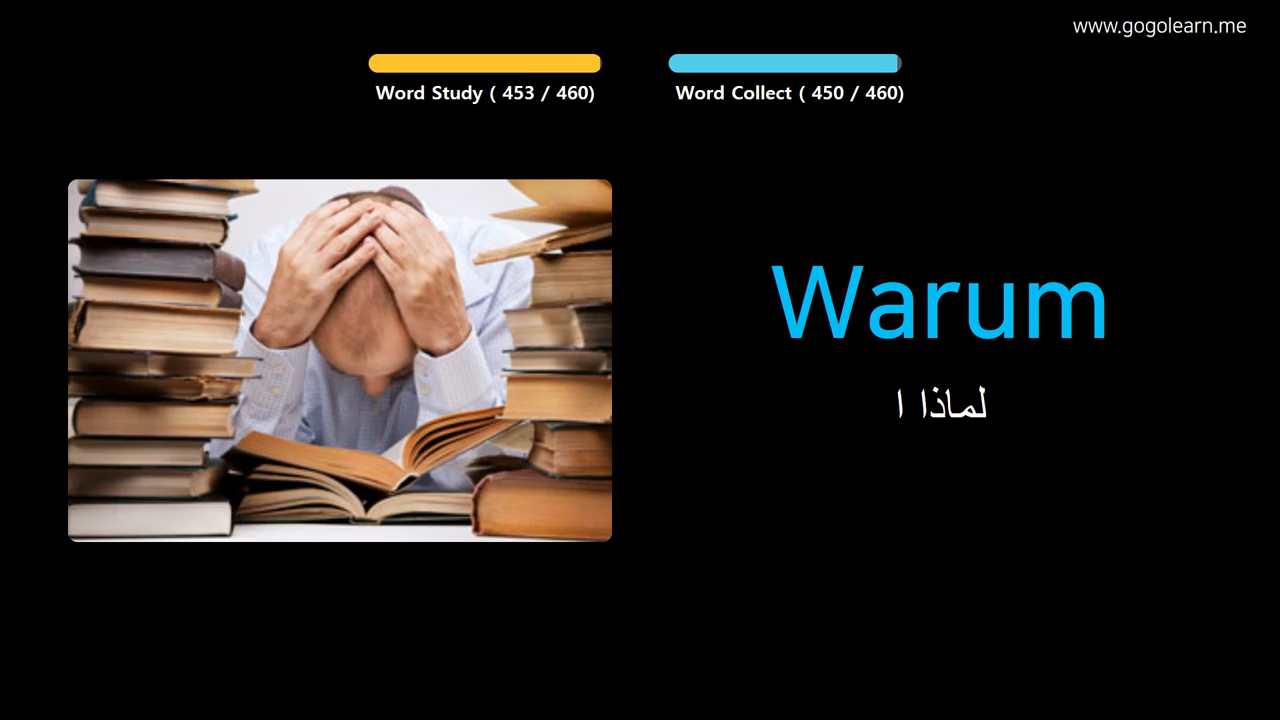 www.gogolearn.me
Word Study ( 453 / 460)
Word Collect ( 450 / 460)
Warum
لماذا ا